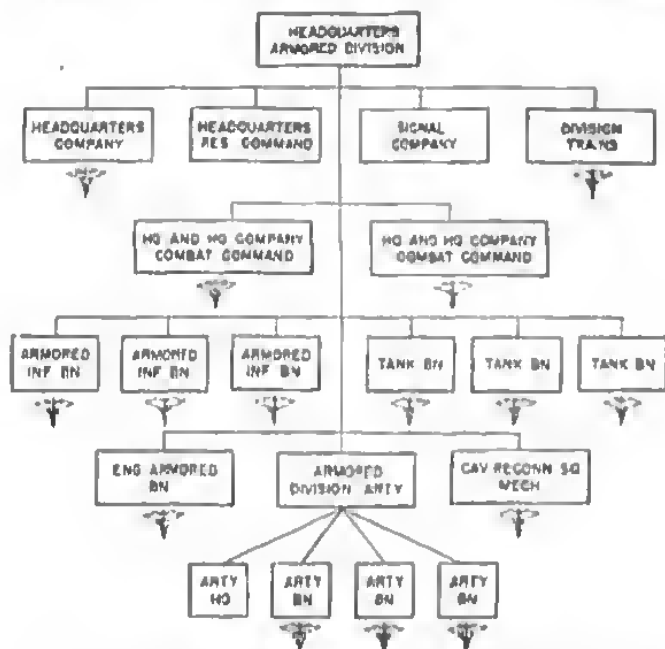 HEADQUARTERS
ARMORED DIVISION
HEADQUARTERS
COMPANY
HEADQUARTERS
RES. COMMAND
SIGNAL
COMPANY
DIVISION
TRAINS
HQ AND HQ COMPANY
COMBAT COMMAND
HQ AND HQ COMPANY
COMBAT COMMAND
ARMORED
INF BN
ARMORED
INF BN
ARMORED
INF BN
TANK BN
TANK BN
TANK BN
ENG ARMORED
BN
ARMORED
DIVISION ARTY
CAV RECONN SQ
MECH
ARTY
HQ
ARTY
BN
ARTY
BN
ARTY
BN